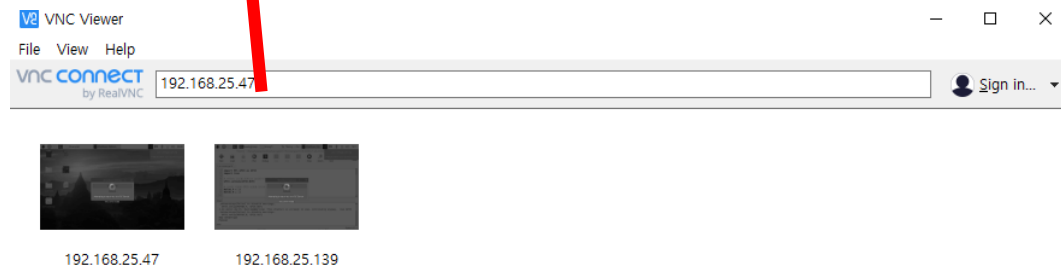 VNC Viewer
File View Help
vnc connect
by RealVNC
192.168.25.47
Sign in...
192.168.25.47
192.168.25.139